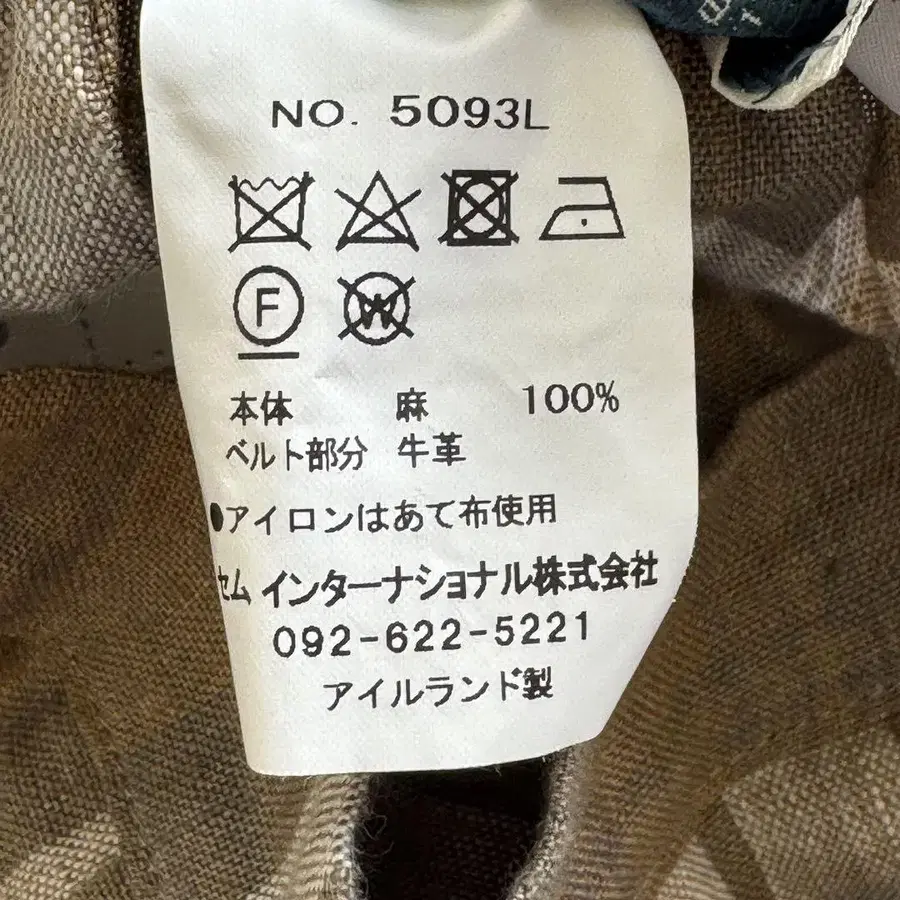 NO. 5093L
F
W
本体 麻 100%
ベルト部分 牛革
●アイロンはあて布使用
セム インターナショナル株式会社
092-622-5221
アイルランド製